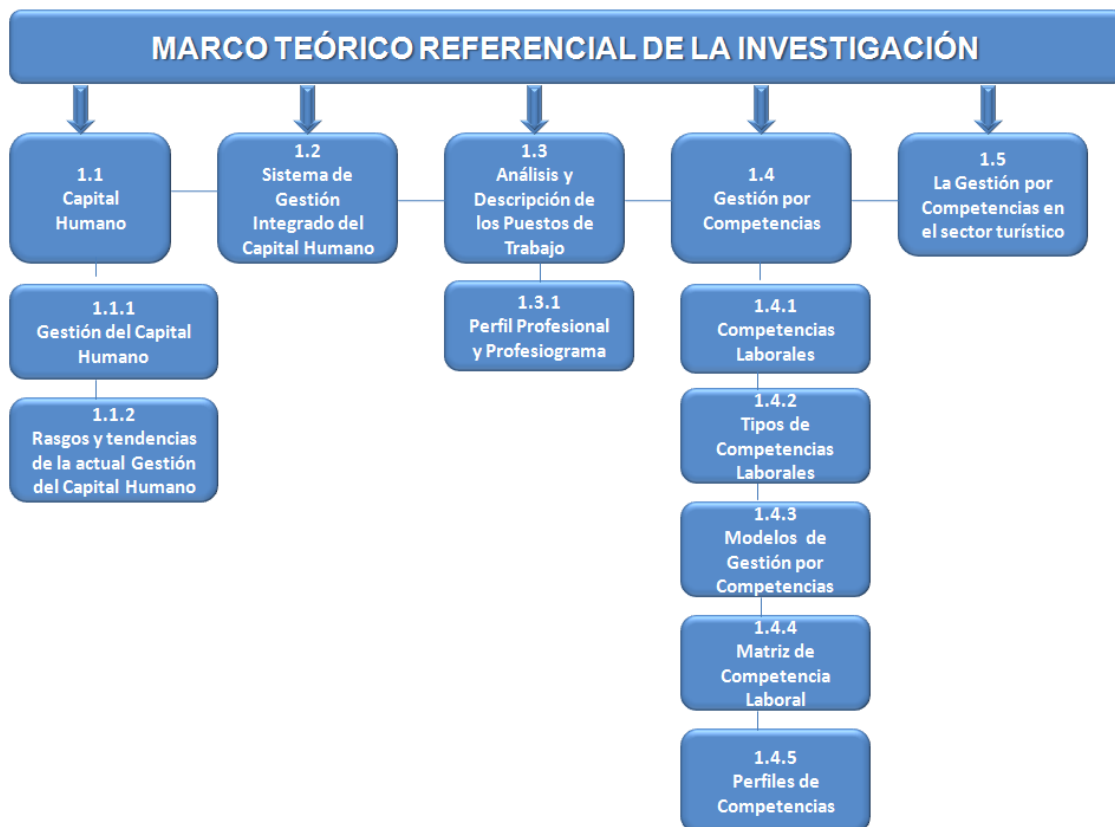 MARCO TEÓRICO REFERENCIAL DE LA INVESTIGACIÓN
1.1
Capital
Humano
1.2
Sistema de
Gestión
Integrado del
Capital Humano
1.3
Análisis y
Descripción de
los Puestos de
Trabajo
1.4
Gestión por
Competencias
1.5
La Gestión por
Competencias en
el sector turístico
1.1.1
Gestión del Capital
Humano
1.1.2
Rasgos y tendencias
de la actual Gestión
del Capital Humano
1.3.1
Perfil Profesional
y Profesiograma
1.4.1
Competencias
Laborales
1.4.2
Tipos de
Competencias
Laborales
1.4.3
Modelos de
Gestión por
Competencias
1.4.4
Matriz de
Competencia
Laboral
1.4.5
Perfiles de
Competencias